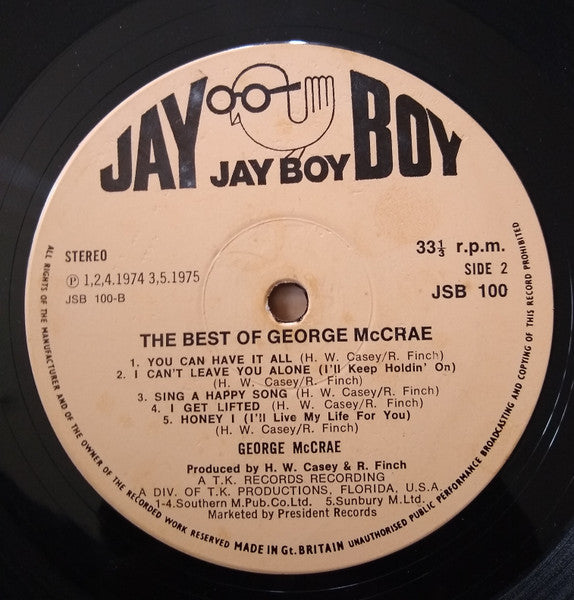 JAY BOY
JAY BOY
STEREO
℗ 1,2,4.1974 3,5.1975
JSB 100-B
33⅓ r.p.m.
SIDE 2
JSB 100
THE BEST OF GEORGE McCRAE
1. YOU CAN HAVE IT ALL (H. W. Casey/R. Finch)
2. I CAN'T LEAVE YOU ALONE (I'll Keep Holdin' On)
(H. W. Casey/R. Finch)
3. SING A HAPPY SONG (H. W. Casey/R. Finch)
4. I GET LIFTED (H. W. Casey/R. Finch)
5. HONEY I (I'll Live My Life For You)
(H. W. Casey/R. Finch)
GEORGE McCRAE
Produced by H. W. Casey & R. Finch
A T.K. RECORDS RECORDING
A DIV. OF T.K. PRODUCTIONS, FLORIDA, U.S.A.
1-4.Southern M.Pub.Co.Ltd. 5.Sunbury M.Ltd.
Marketed by President Records
ALL RIGHTS OF THE MANUFACTURER AND OF THE OWNER OF THE RECORDED WORK RESERVED MADE IN Gt. BRITAIN UNAUTHORISED PUBLIC PERFORMANCE BROADCASTING AND COPYING OF THIS RECORD PROHIBITED